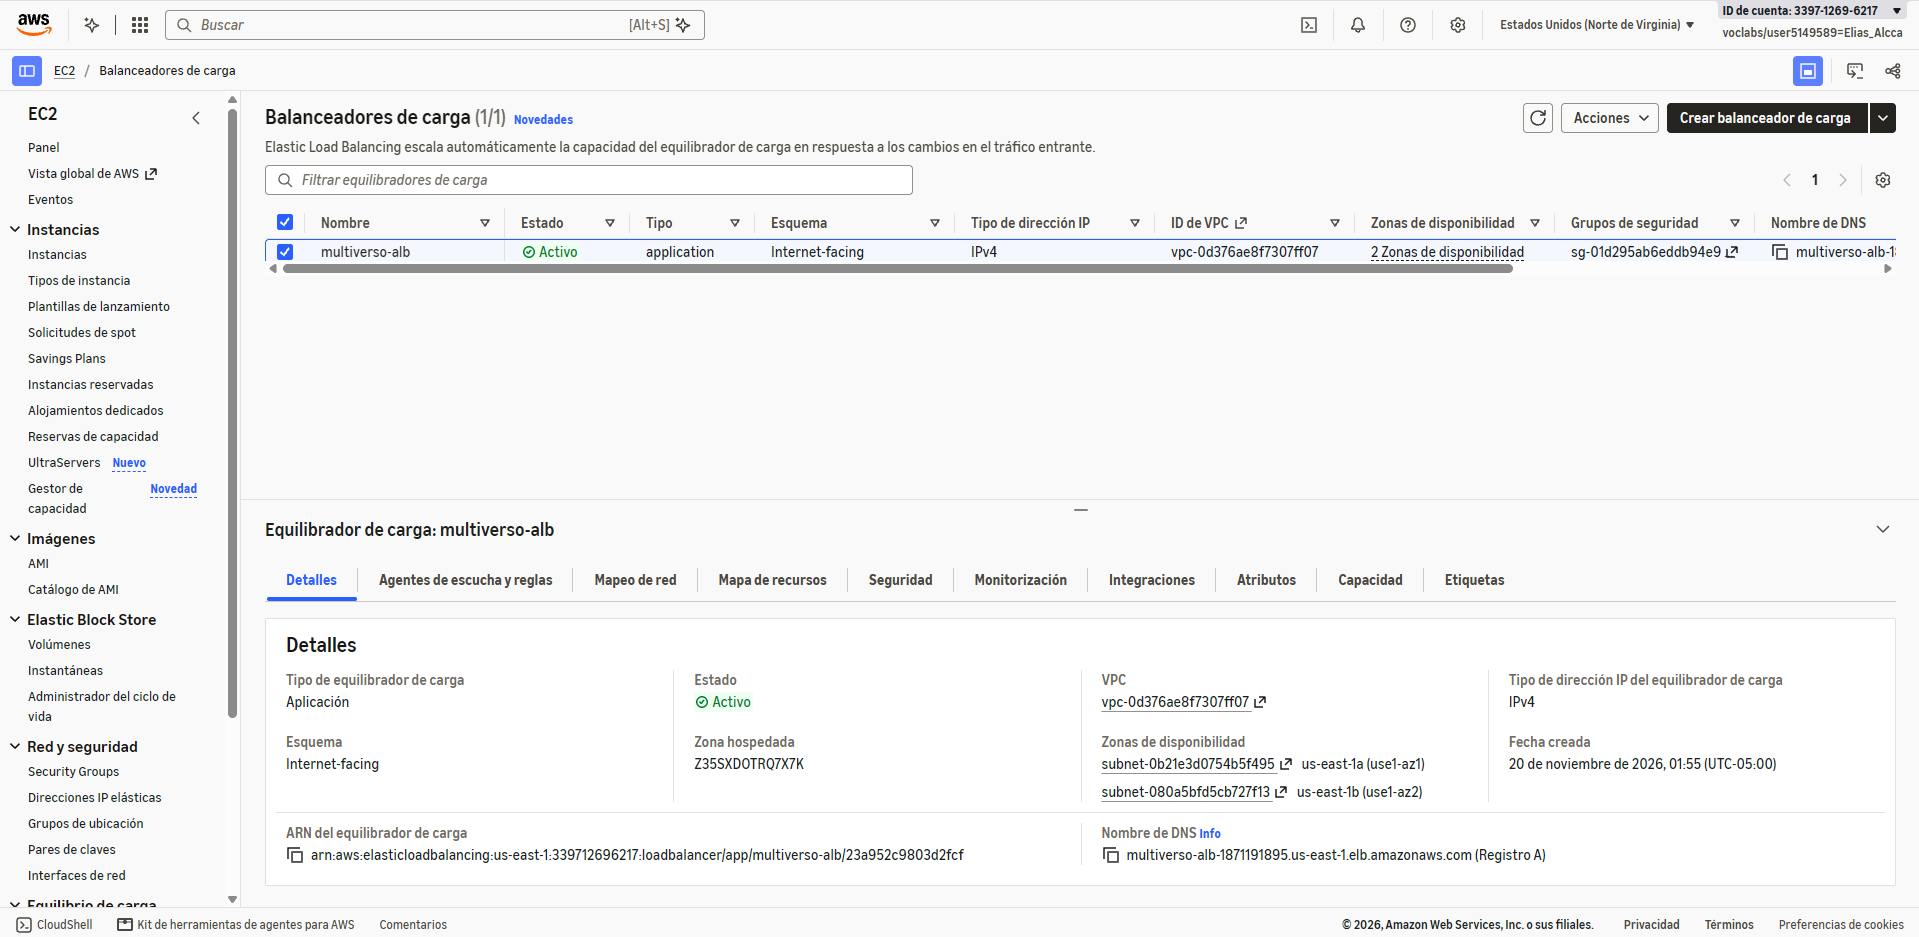 aws
Buscar [Alt+S]
Estados Unidos (Norte de Virginia)
ID de cuenta: 3397-1269-6217
voclabs/user5149589=Elias_Alcca
EC2 / Balanceadores de carga
EC2
Panel
Vista global de AWS
Eventos
Instancias
Instancias
Tipos de instancia
Plantillas de lanzamiento
Solicitudes de spot
Savings Plans
Instancias reservadas
Alojamientos dedicados
Reservas de capacidad
UltraServers Nuevo
Gestor de Novedad
capacidad
Imágenes
AMI
Catálogo de AMI
Elastic Block Store
Volúmenes
Instantáneas
Administrador del ciclo de
vida
Red y seguridad
Security Groups
Direcciones IP elásticas
Grupos de ubicación
Pares de claves
Interfaces de red
Equilibrio de carga
Balanceadores de carga (1/1) Novedades
Acciones
Crear balanceador de carga
Elastic Load Balancing escala automáticamente la capacidad del equilibrador de carga en respuesta a los cambios en el tráfico entrante.
Filtrar equilibradores de carga
1
Nombre Estado Tipo Esquema Tipo de dirección IP ID de VPC Zonas de disponibilidad Grupos de seguridad Nombre de DNS
multiverso-alb Activo application Internet-facing IPv4 vpc-0d376ae8f7307ff07 2 Zonas de disponibilidad sg-01d295ab6eddb94e9 multiverso-alb-1
Equilibrador de carga: multiverso-alb
Detalles Agentes de escucha y reglas Mapeo de red Mapa de recursos Seguridad Monitorización Integraciones Atributos Capacidad Etiquetas
Detalles
Tipo de equilibrador de carga
Aplicación
Estado
Activo
VPC
vpc-0d376ae8f7307ff07
Tipo de dirección IP del equilibrador de carga
IPv4
Esquema
Internet-facing
Zona hospedada
Z35SXDOTRQ7X7K
Zonas de disponibilidad
subnet-0b21e3d0754b5f495 us-east-1a (use1-az1)
subnet-080a5bfd5cb727f13 us-east-1b (use1-az2)
Fecha creada
20 de noviembre de 2026, 01:55 (UTC-05:00)
ARN del equilibrador de carga
arn:aws:elasticloadbalancing:us-east-1:339712696217:loadbalancer/app/multiverso-alb/23a952c9803d2fcf
Nombre de DNS Info
multiverso-alb-1871191895.us-east-1.elb.amazonaws.com (Registro A)
CloudShell Kit de herramientas de agentes para AWS Comentarios
© 2026, Amazon Web Services, Inc. o sus filiales. Privacidad Términos Preferencias de cookies